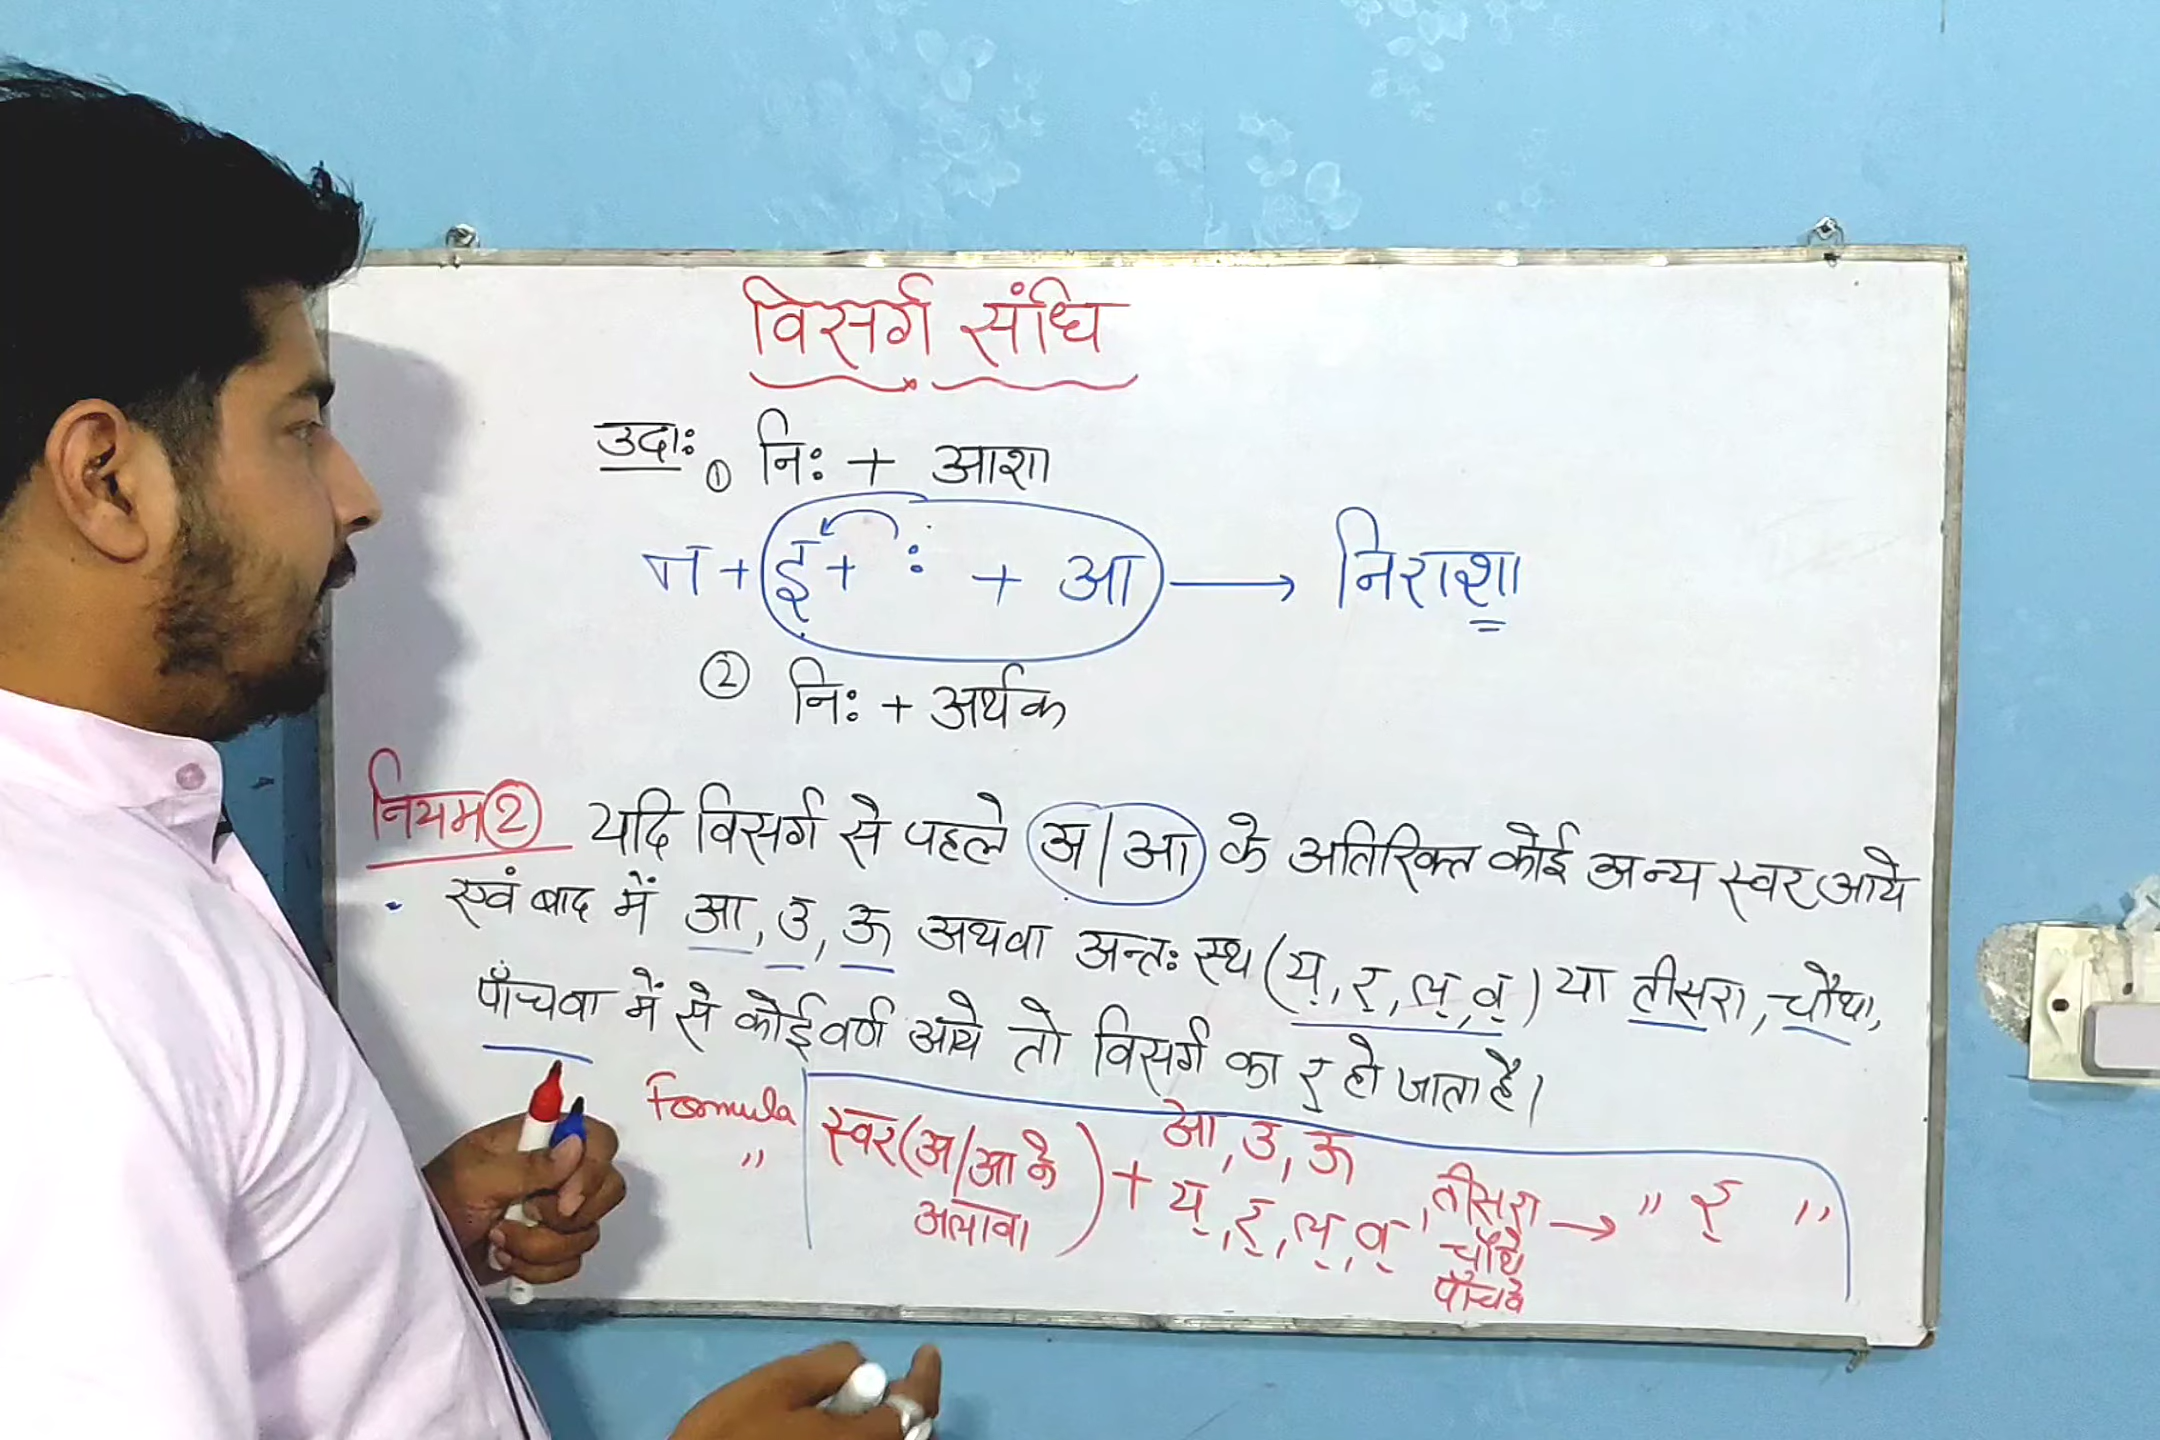 विसर्ग संधि
उदाः ① निः + आशा
न + इ + ः + आ → निराशा
② निः + अर्थक
नियम② यदि विसर्ग से पहले अ/आ के अतिरिक्त कोई अन्य स्वर आये
एवं बाद में आ, उ, ऊ अथवा अन्तः स्थ (य्, र्, ल्, व्) या तीसरा, चौथा,
पाँचवा में से कोई वर्ण आये तो विसर्ग का र् हो जाता है।
Formula स्वर(अ/आ के अलावा) + आ, उ, ऊ
" य्, र्, ल्, व्, तीसरा चौथे पाँचवे → " र् "